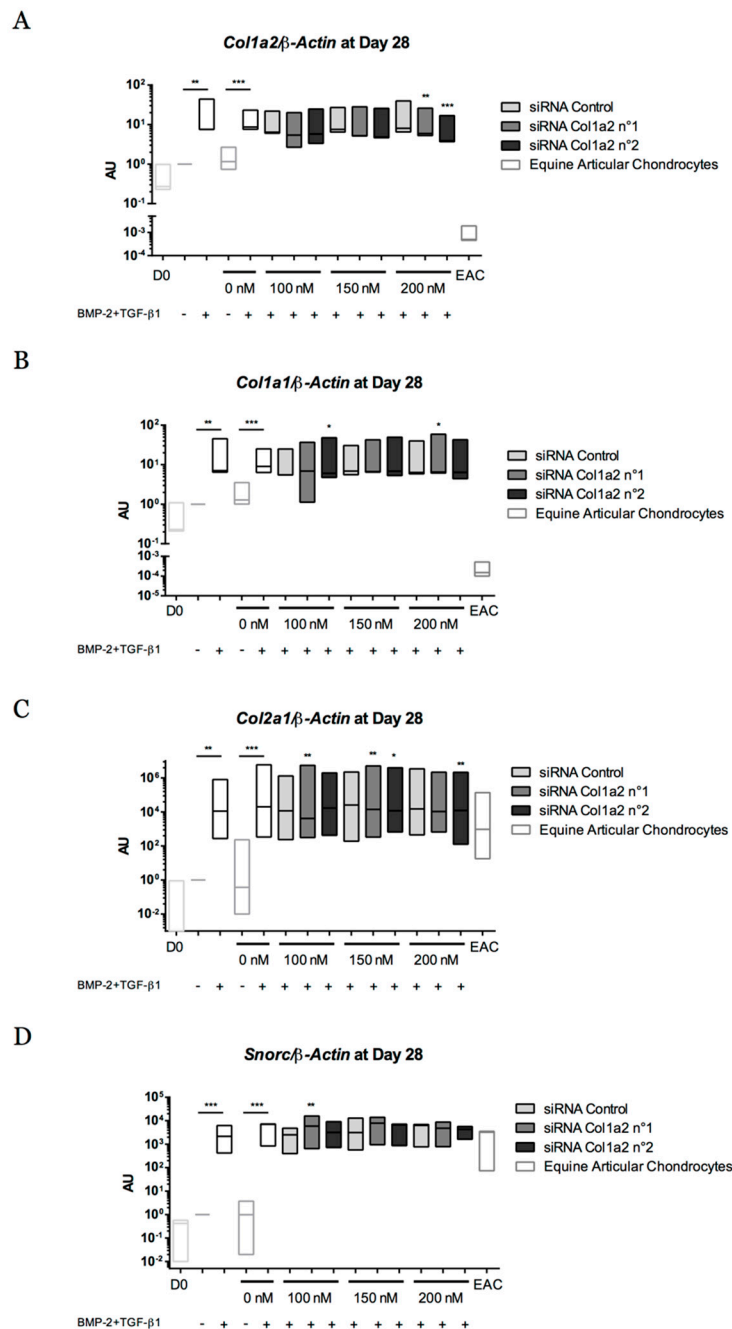 A
Col1a2/β-Actin at Day 28
** *** ** ***
10²
10¹
10⁰
10⁻¹
10⁻³
10⁻⁴
AU
siRNA Control
siRNA Col1a2 n°1
siRNA Col1a2 n°2
Equine Articular Chondrocytes
D0 0 nM 100 nM 150 nM 200 nM EAC
BMP-2+TGF-β1 - + - + + + + + + + + + +
B
Col1a1/β-Actin at Day 28
** *** * *
10²
10¹
10⁰
10⁻¹
10⁻³
10⁻⁴
10⁻⁵
AU
siRNA Control
siRNA Col1a2 n°1
siRNA Col1a2 n°2
Equine Articular Chondrocytes
D0 0 nM 100 nM 150 nM 200 nM EAC
BMP-2+TGF-β1 - + - + + + + + + + + + +
C
Col2a1/β-Actin at Day 28
** *** ** ** * **
10⁶
10⁴
10²
10⁰
10⁻²
AU
siRNA Control
siRNA Col1a2 n°1
siRNA Col1a2 n°2
Equine Articular Chondrocytes
D0 0 nM 100 nM 150 nM 200 nM EAC
BMP-2+TGF-β1 - + - + + + + + + + + + +
D
Snorc/β-Actin at Day 28
*** *** **
10⁵
10⁴
10³
10²
10¹
10⁰
10⁻¹
10⁻²
AU
siRNA Control
siRNA Col1a2 n°1
siRNA Col1a2 n°2
Equine Articular Chondrocytes
D0 0 nM 100 nM 150 nM 200 nM EAC
BMP-2+TGF-β1 - + - + + + + + + + + + +